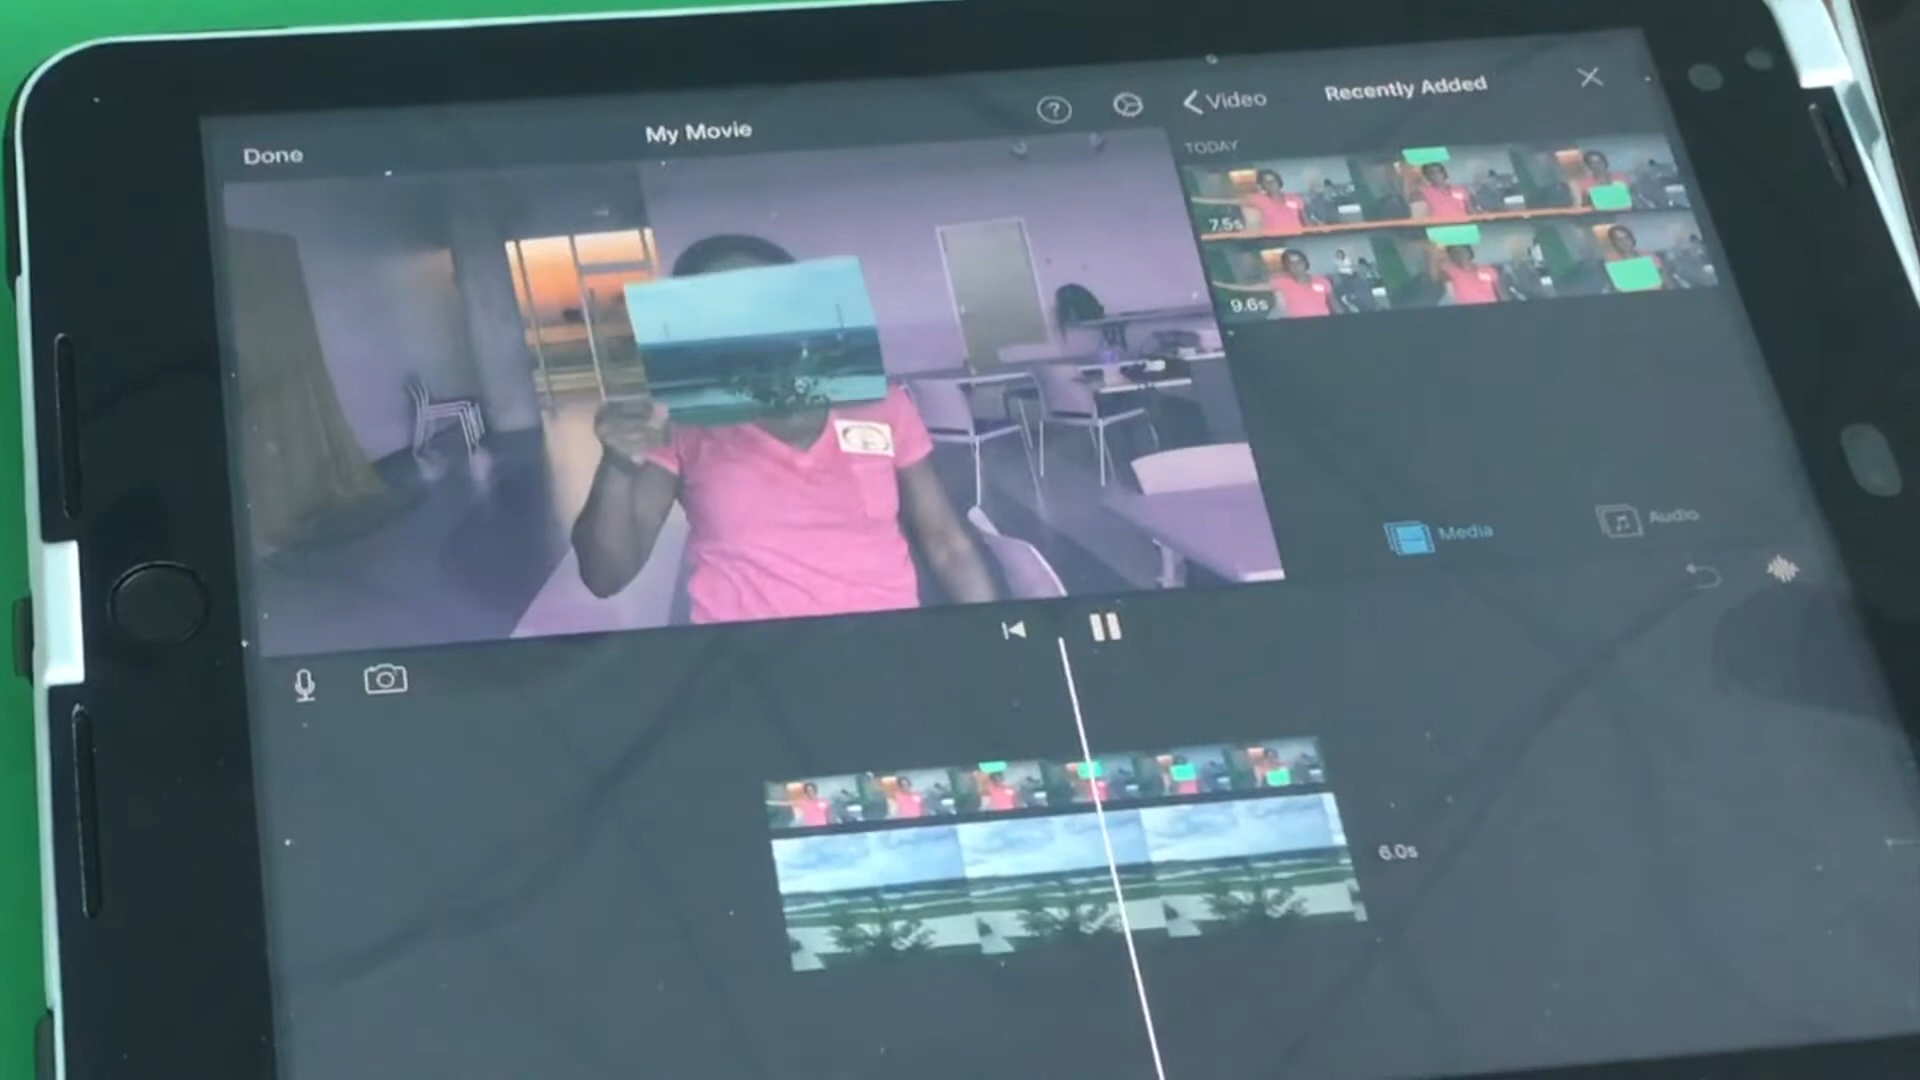 Done
My Movie
?
Video
Recently Added
TODAY
7.5s
9.6s
Media
Audio
6.0s